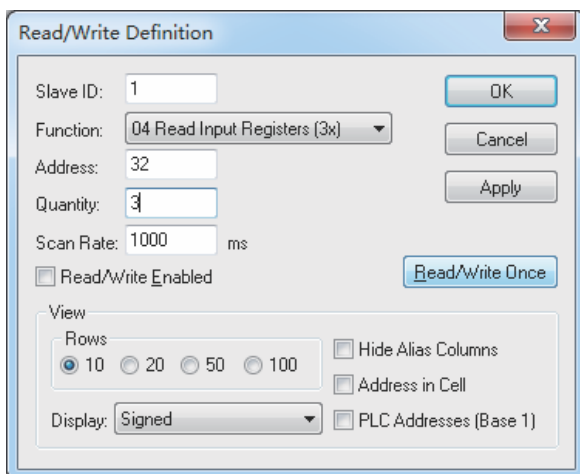 Read/Write Definition
Slave ID: 1
OK
Function: 04 Read Input Registers (3x)
Cancel
Address: 32
Apply
Quantity: 3
Scan Rate: 1000 ms
Read/Write Enabled
Read/Write Once
View
Rows
10 20 50 100
Hide Alias Columns
Address in Cell
Display: Signed
PLC Addresses (Base 1)